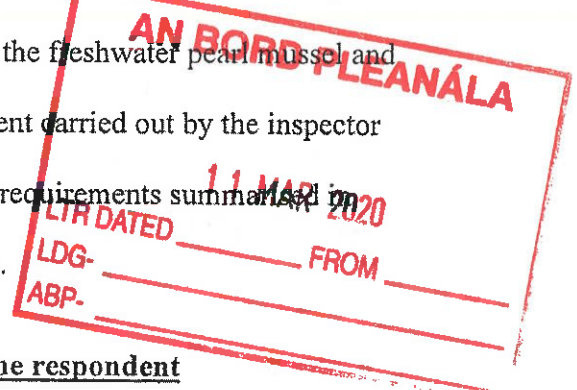 the freshwater pearl mussel and
AN BORD PLEANÁLA
ent carried out by the inspector
requirements summarised in
11 MAR 2020
LTR DATED FROM
LDG-
.
ABP-
ne respondent